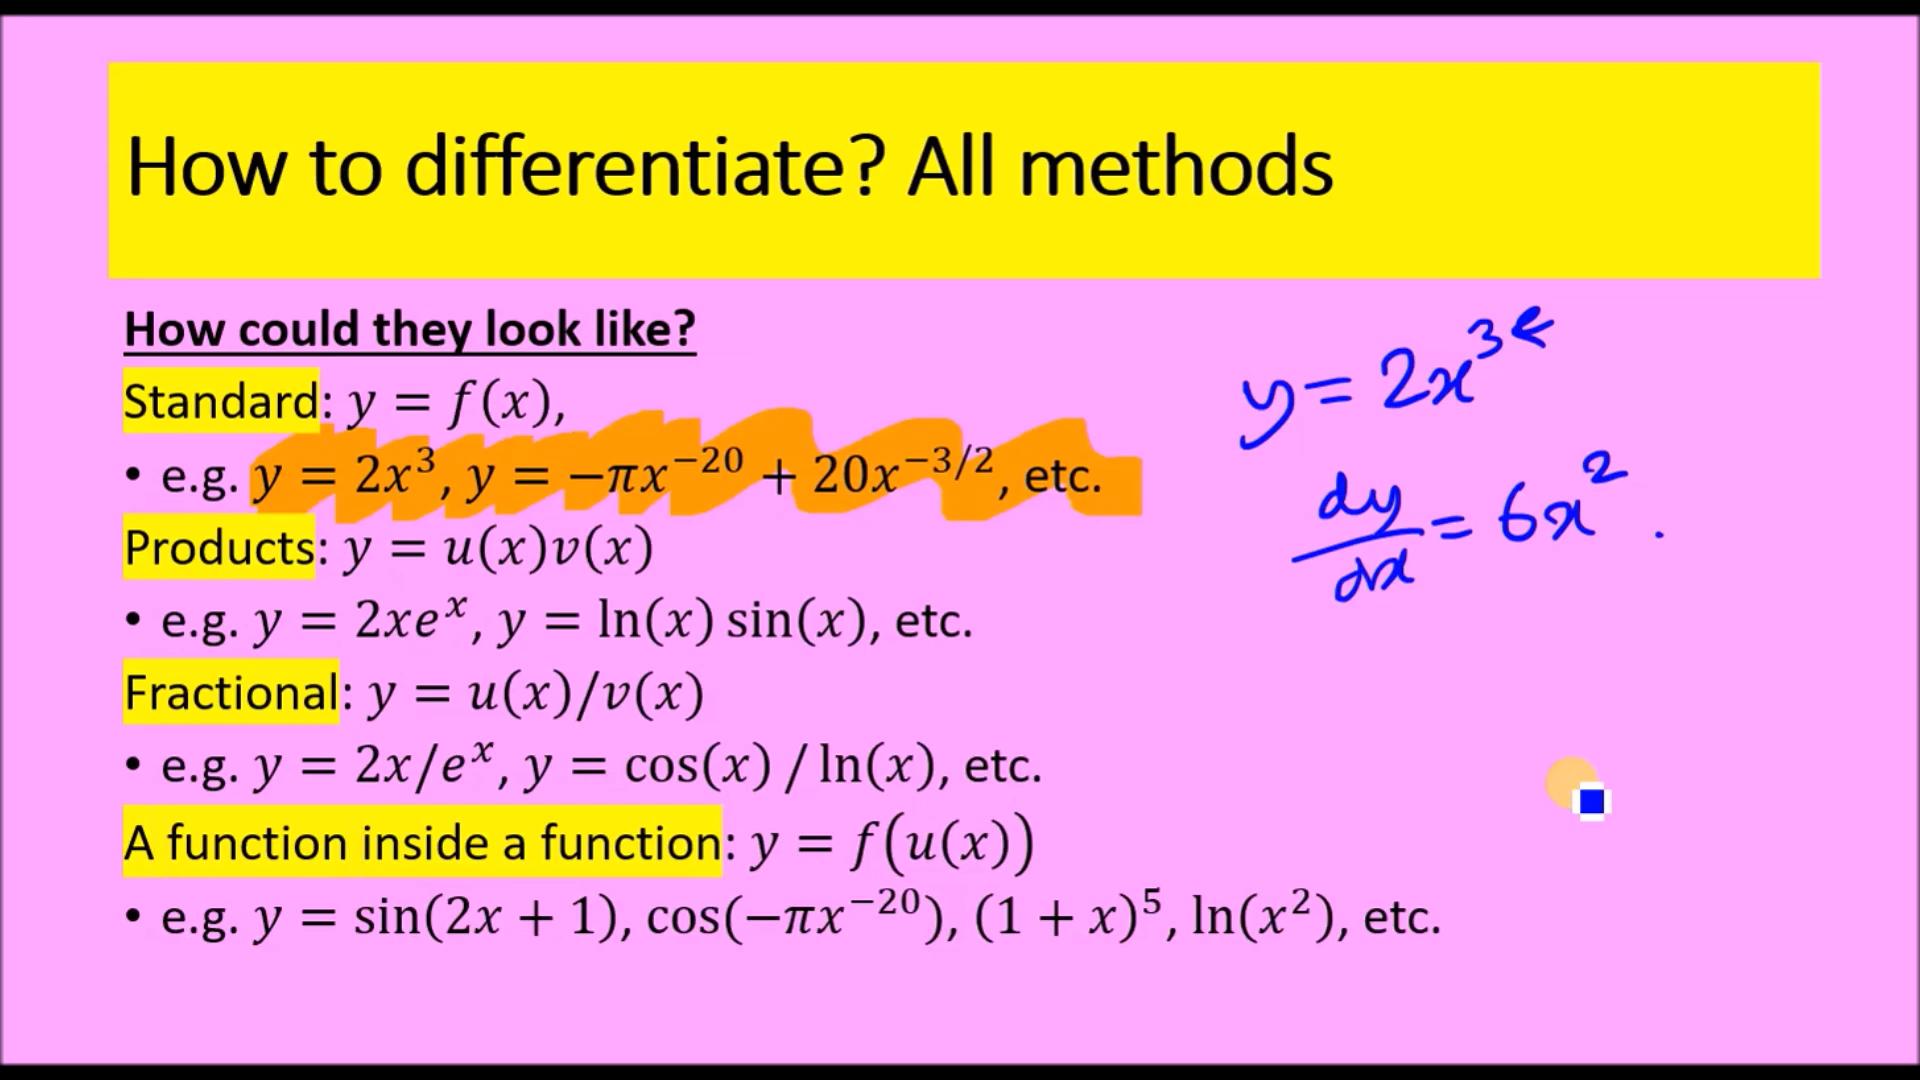 How to differentiate? All methods
How could they look like?
Standard: y = f(x),
• e.g. y = 2x³, y = −πx⁻²⁰ + 20x^(−3/2), etc.
Products: y = u(x)v(x)
• e.g. y = 2xeˣ, y = ln(x) sin(x), etc.
Fractional: y = u(x)/v(x)
• e.g. y = 2x/eˣ, y = cos(x) / ln(x), etc.
A function inside a function: y = f(u(x))
• e.g. y = sin(2x + 1), cos(−πx⁻²⁰), (1 + x)⁵, ln(x²), etc.
y = 2x³ ←
dy/dx = 6x² .